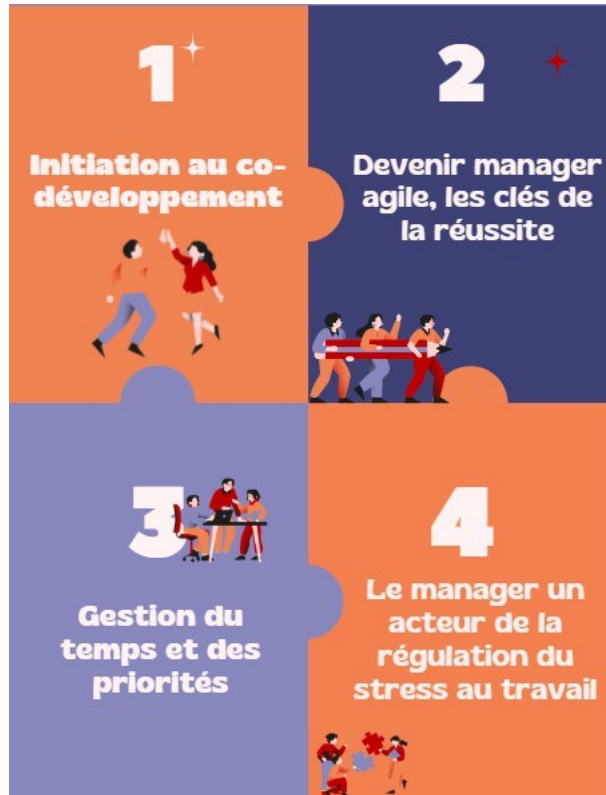 1
Initiation au co-
développement
2
Devenir manager
agile, les clés de
la réussite
3
Gestion du
temps et des
priorités
4
Le manager un
acteur de la
régulation du
stress au travail